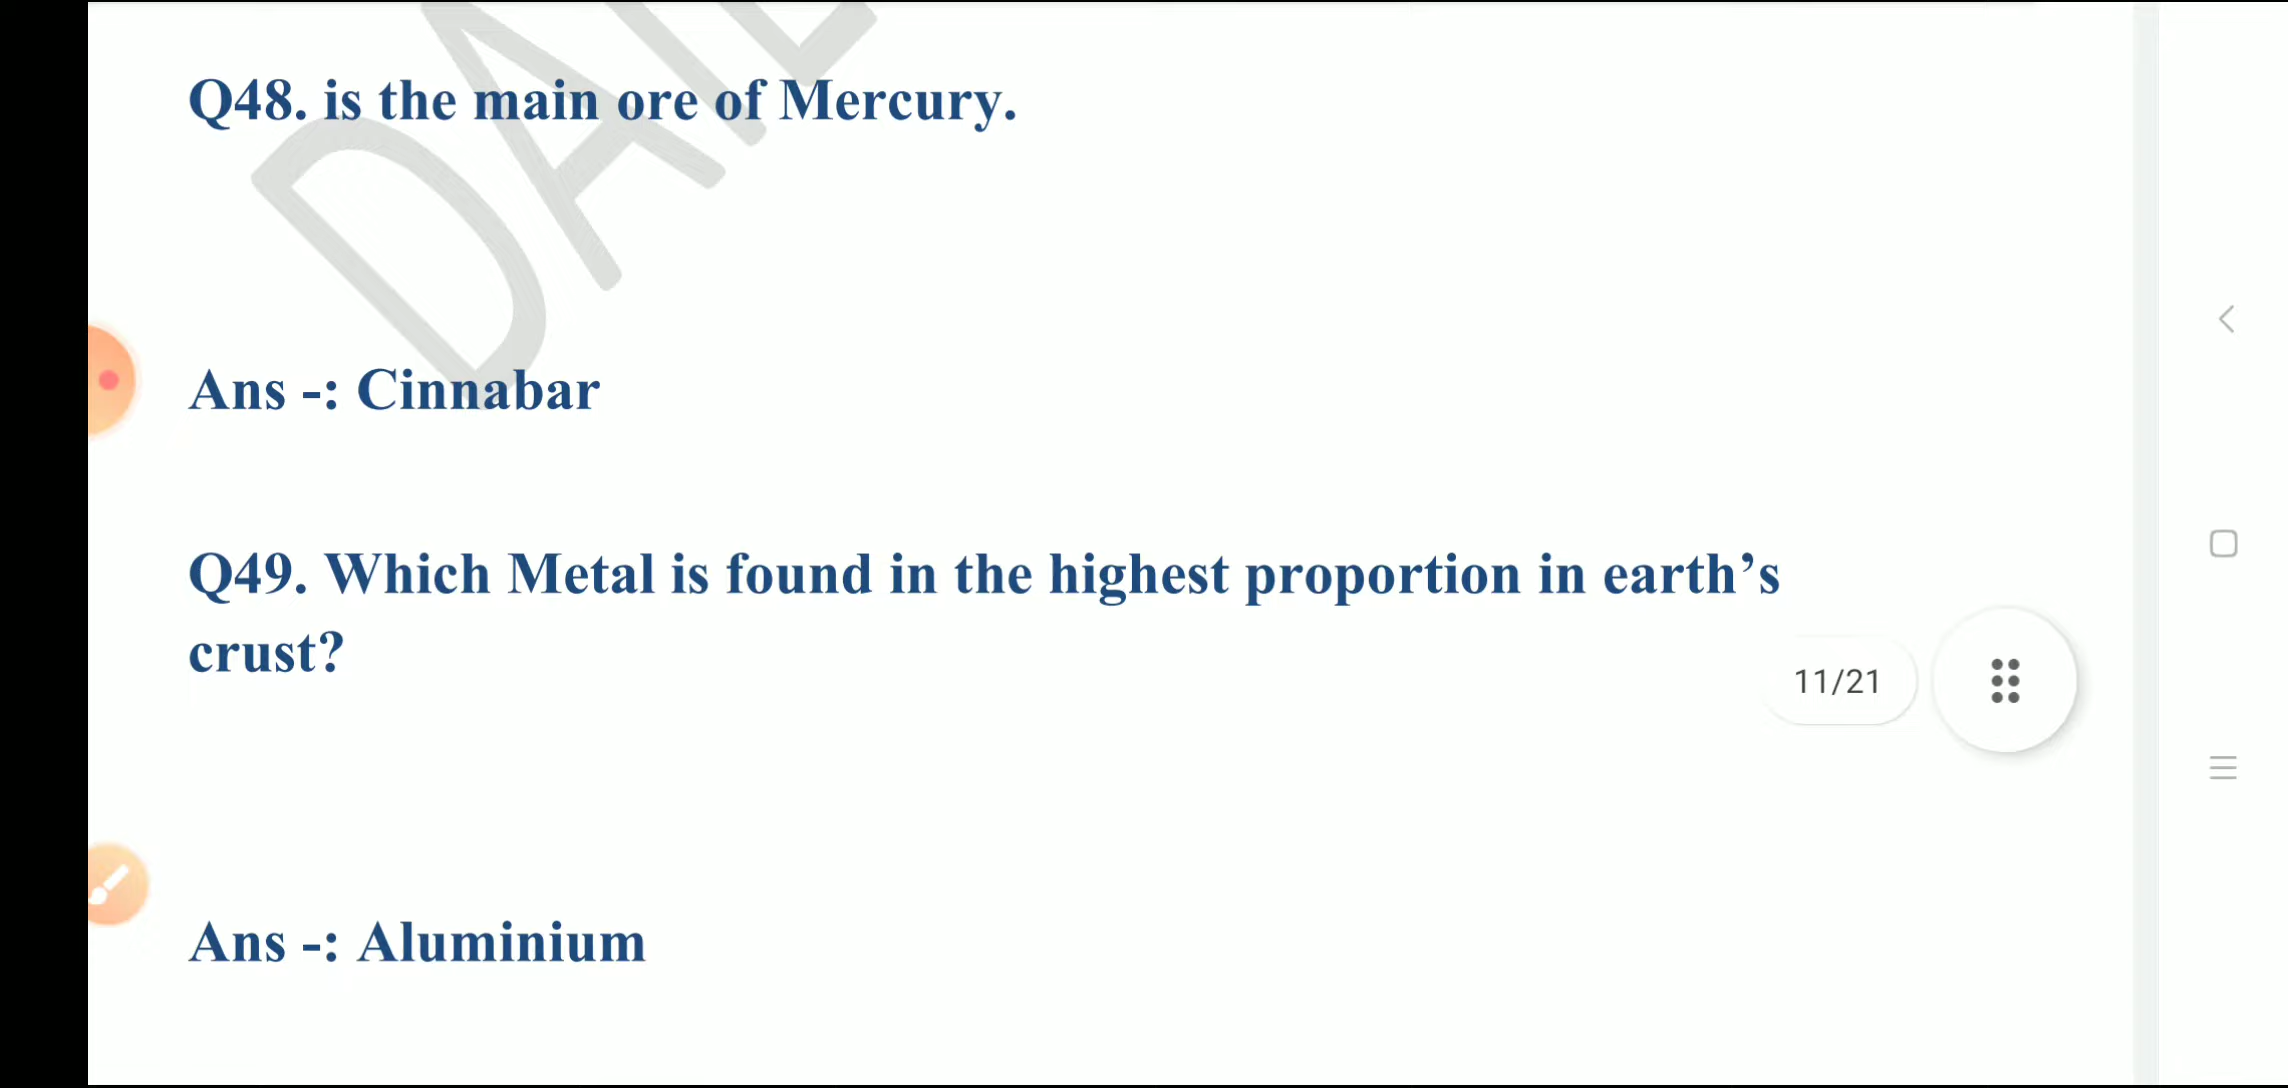 Q48. is the main ore of Mercury.
Ans -: Cinnabar
Q49. Which Metal is found in the highest proportion in earth’s
crust?
11/21
Ans -: Aluminium